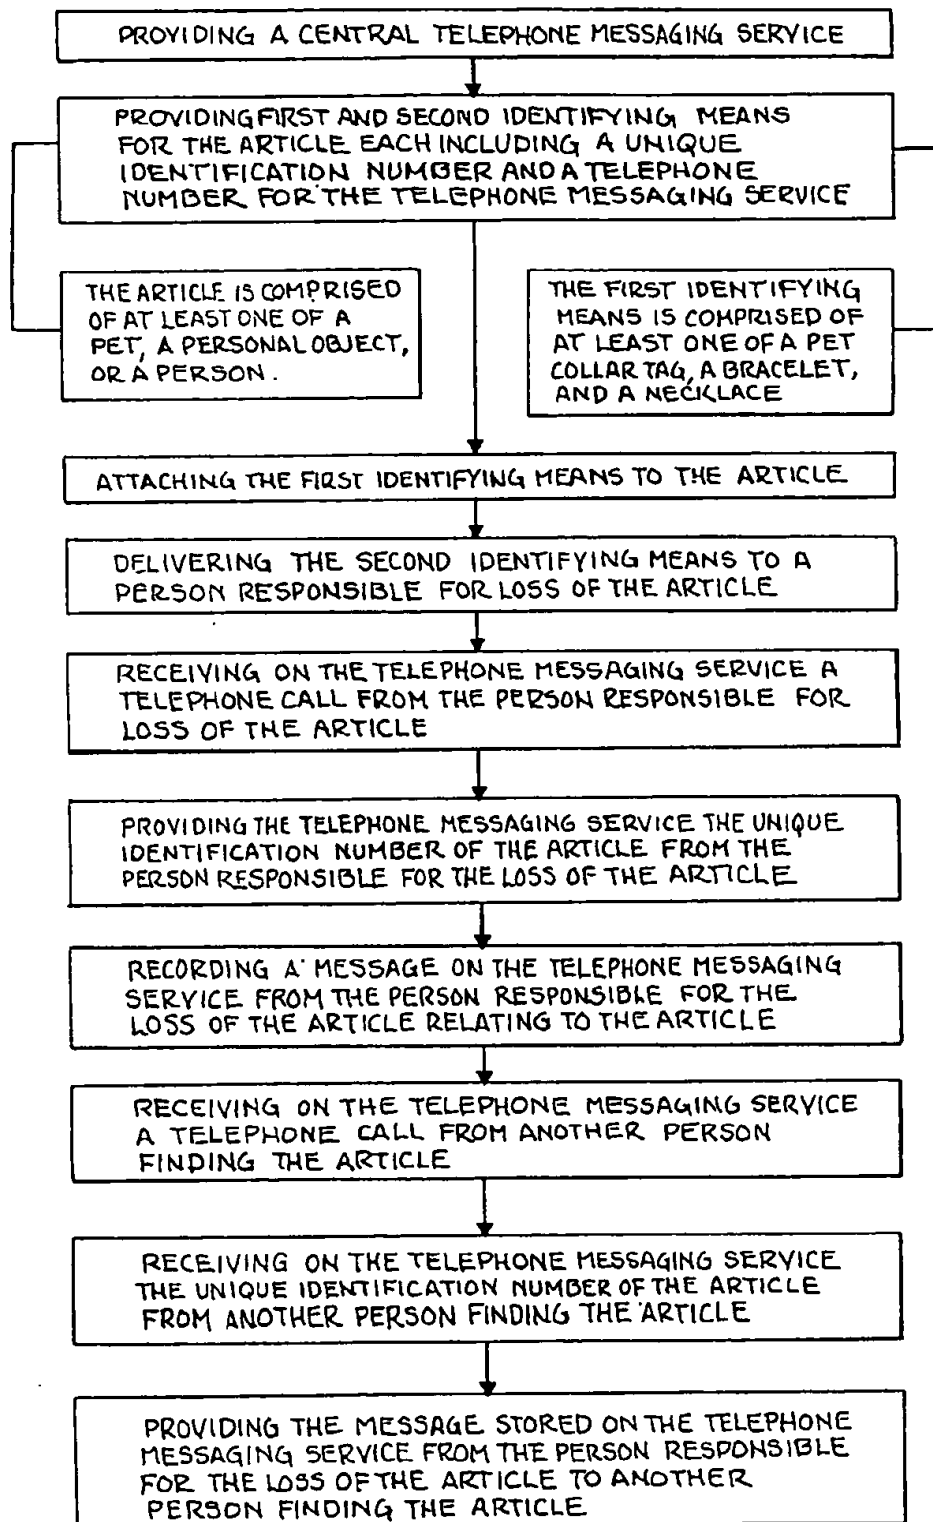 PROVIDING A CENTRAL TELEPHONE MESSAGING SERVICE
PROVIDING FIRST AND SECOND IDENTIFYING MEANS
FOR THE ARTICLE EACH INCLUDING A UNIQUE
IDENTIFICATION NUMBER AND A TELEPHONE
NUMBER FOR THE TELEPHONE MESSAGING SERVICE
THE ARTICLE IS COMPRISED
OF AT LEAST ONE OF A
PET, A PERSONAL OBJECT,
OR A PERSON.
THE FIRST IDENTIFYING
MEANS IS COMPRISED OF
AT LEAST ONE OF A PET
COLLAR TAG, A BRACELET,
AND A NECKLACE
ATTACHING THE FIRST IDENTIFYING MEANS TO THE ARTICLE
DELIVERING THE SECOND IDENTIFYING MEANS TO A
PERSON RESPONSIBLE FOR LOSS OF THE ARTICLE
RECEIVING ON THE TELEPHONE MESSAGING SERVICE A
TELEPHONE CALL FROM THE PERSON RESPONSIBLE FOR
LOSS OF THE ARTICLE
PROVIDING THE TELEPHONE MESSAGING SERVICE THE UNIQUE
IDENTIFICATION NUMBER OF THE ARTICLE FROM THE
PERSON RESPONSIBLE FOR THE LOSS OF THE ARTICLE
RECORDING A MESSAGE ON THE TELEPHONE MESSAGING
SERVICE FROM THE PERSON RESPONSIBLE FOR THE
LOSS OF THE ARTICLE RELATING TO THE ARTICLE
RECEIVING ON THE TELEPHONE MESSAGING SERVICE
A TELEPHONE CALL FROM ANOTHER PERSON
FINDING THE ARTICLE
RECEIVING ON THE TELEPHONE MESSAGING SERVICE
THE UNIQUE IDENTIFICATION NUMBER OF THE ARTICLE
FROM ANOTHER PERSON FINDING THE ARTICLE
PROVIDING THE MESSAGE STORED ON THE TELEPHONE
MESSAGING SERVICE FROM THE PERSON RESPONSIBLE
FOR THE LOSS OF THE ARTICLE TO ANOTHER
PERSON FINDING THE ARTICLE